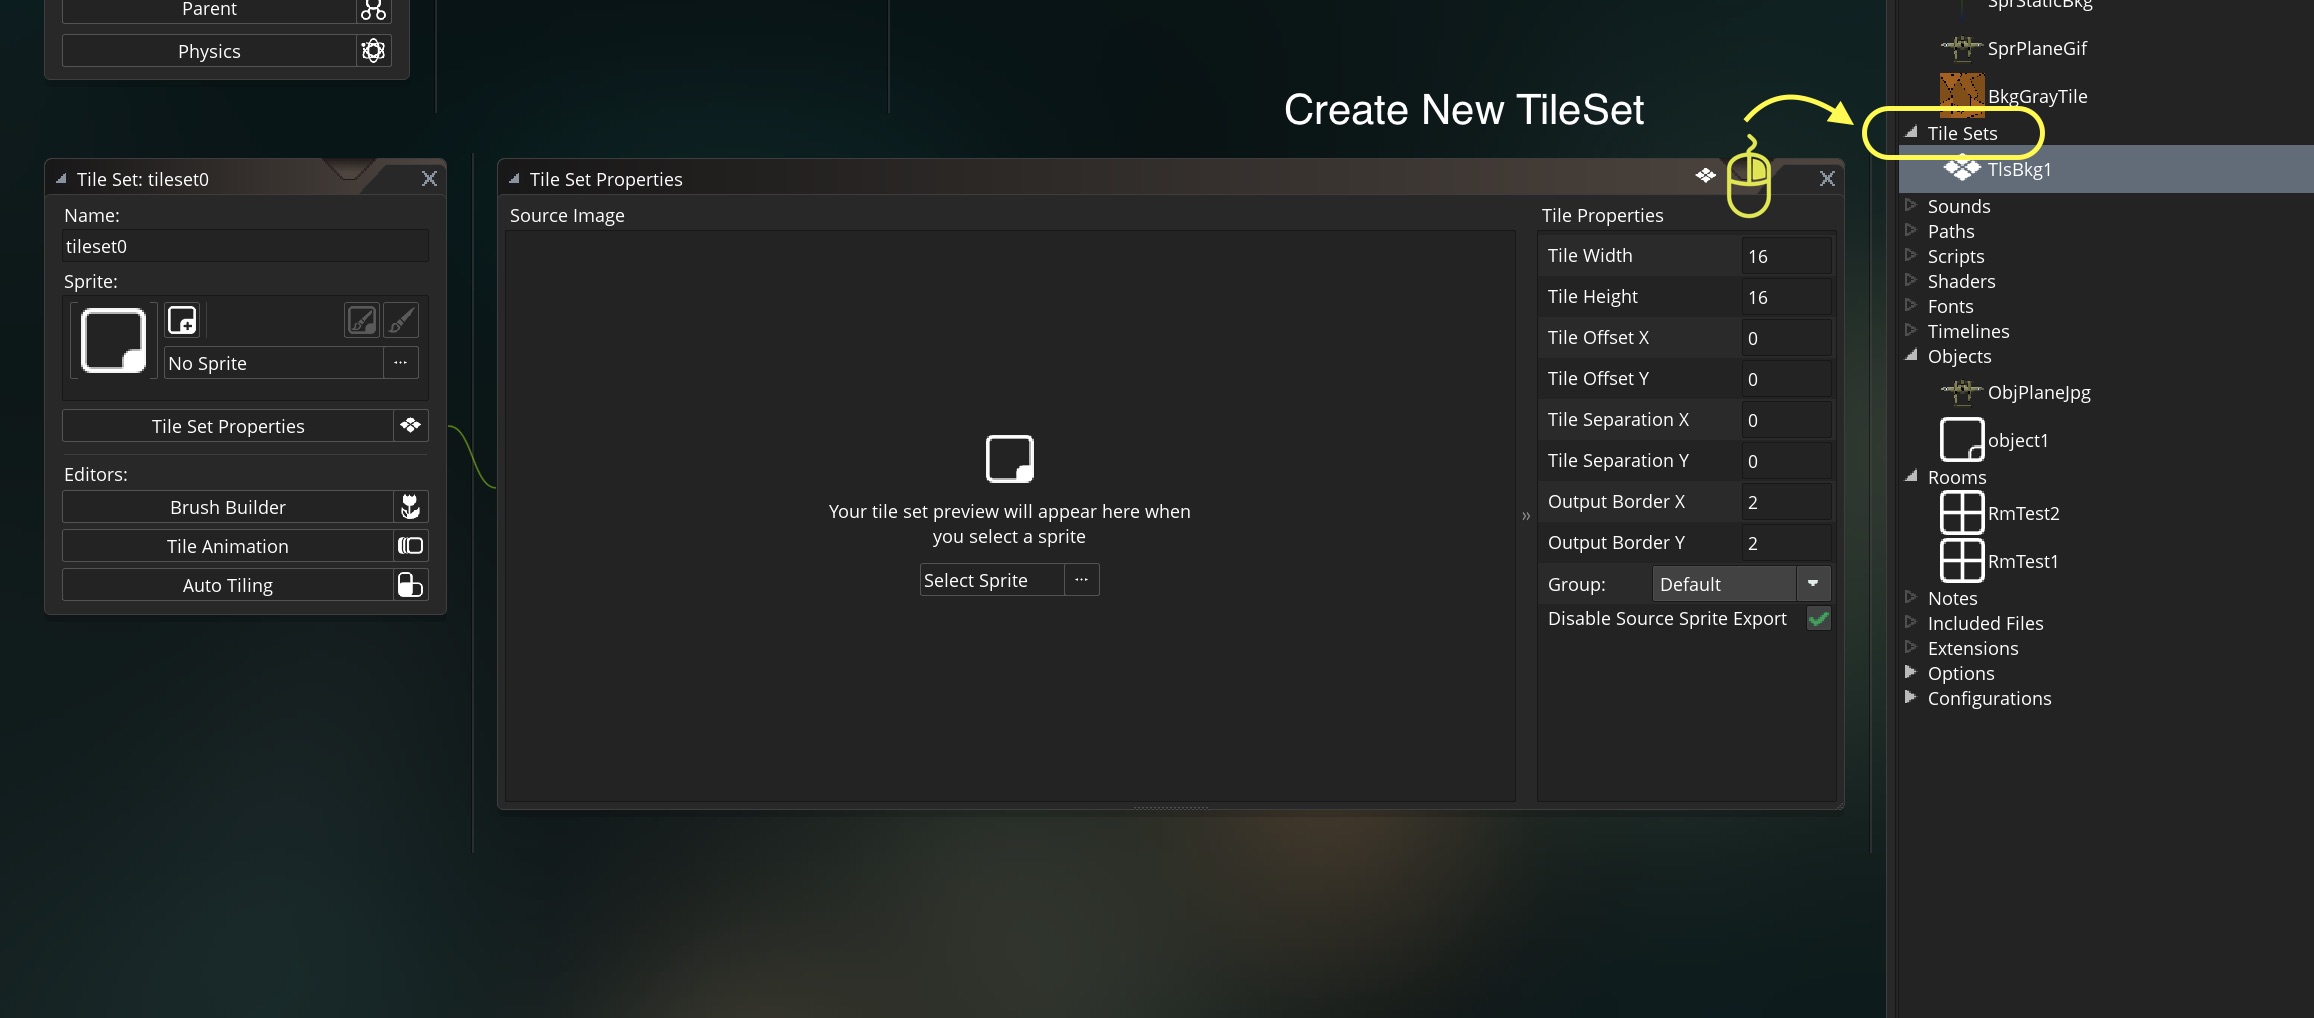 Parent
Physics
Create New TileSet
Tile Set: tileset0
Name:
tileset0
Sprite:
No Sprite
...
Tile Set Properties
Editors:
Brush Builder
Tile Animation
Auto Tiling
Tile Set Properties
Source Image
Your tile set preview will appear here when
you select a sprite
Select Sprite
...
»
Tile Properties
Tile Width 16
Tile Height 16
Tile Offset X 0
Tile Offset Y 0
Tile Separation X 0
Tile Separation Y 0
Output Border X 2
Output Border Y 2
Group: Default
Disable Source Sprite Export
SprStaticBkg
SprPlaneGif
BkgGrayTile
Tile Sets
TlsBkg1
Sounds
Paths
Scripts
Shaders
Fonts
Timelines
Objects
ObjPlaneJpg
object1
Rooms
RmTest2
RmTest1
Notes
Included Files
Extensions
Options
Configurations